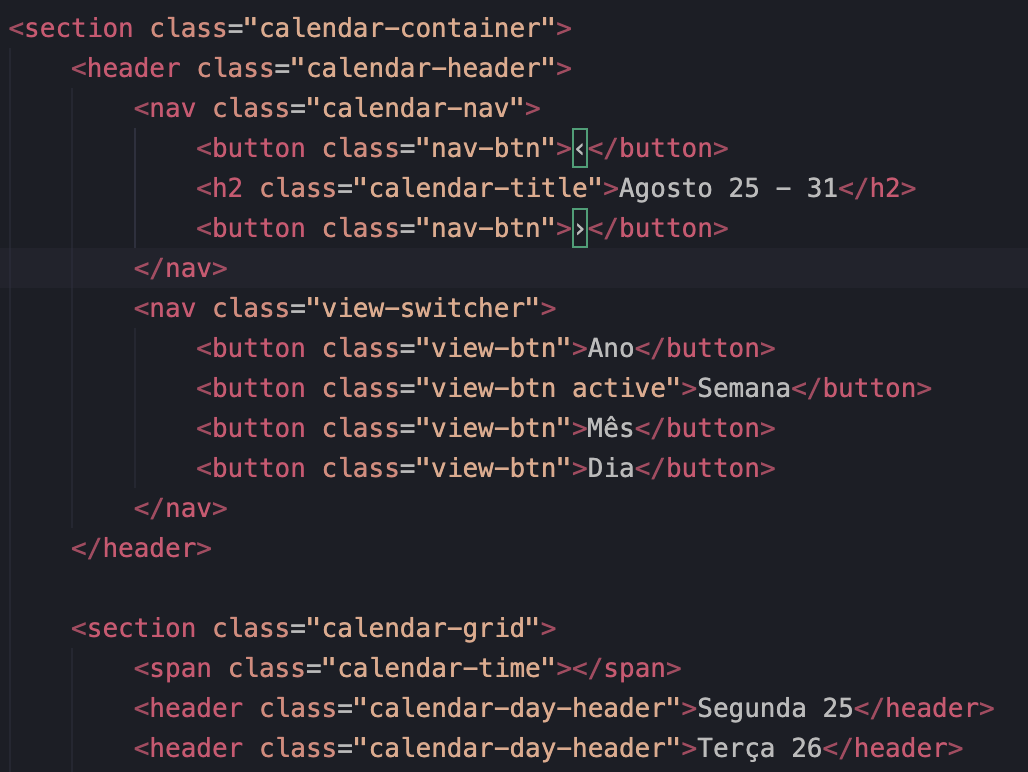 <section class="calendar-container">
<header class="calendar-header">
<nav class="calendar-nav">
<button class="nav-btn">‹</button>
<h2 class="calendar-title">Agosto 25 – 31</h2>
<button class="nav-btn">›</button>
</nav>
<nav class="view-switcher">
<button class="view-btn">Ano</button>
<button class="view-btn active">Semana</button>
<button class="view-btn">Mês</button>
<button class="view-btn">Dia</button>
</nav>
</header>
<section class="calendar-grid">
<span class="calendar-time"></span>
<header class="calendar-day-header">Segunda 25</header>
<header class="calendar-day-header">Terça 26</header>